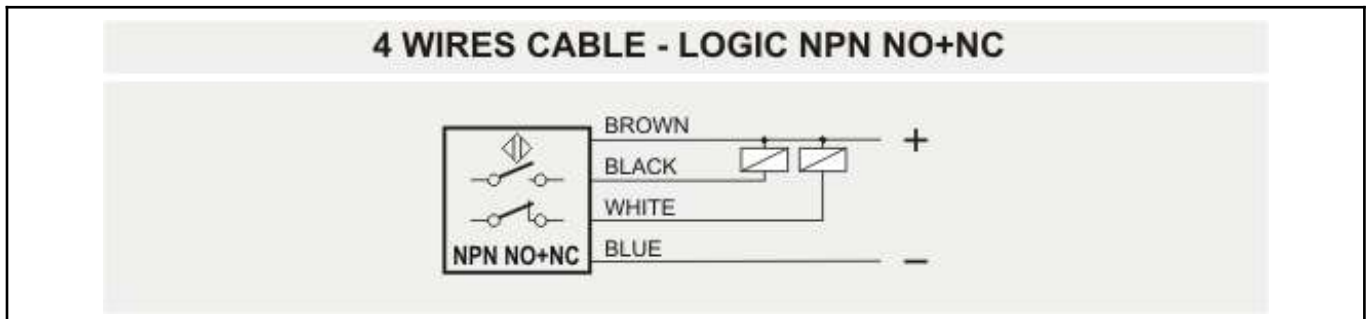 4 WIRES CABLE - LOGIC NPN NO+NC
BROWN
+
BLACK
WHITE
BLUE
−
NPN NO+NC